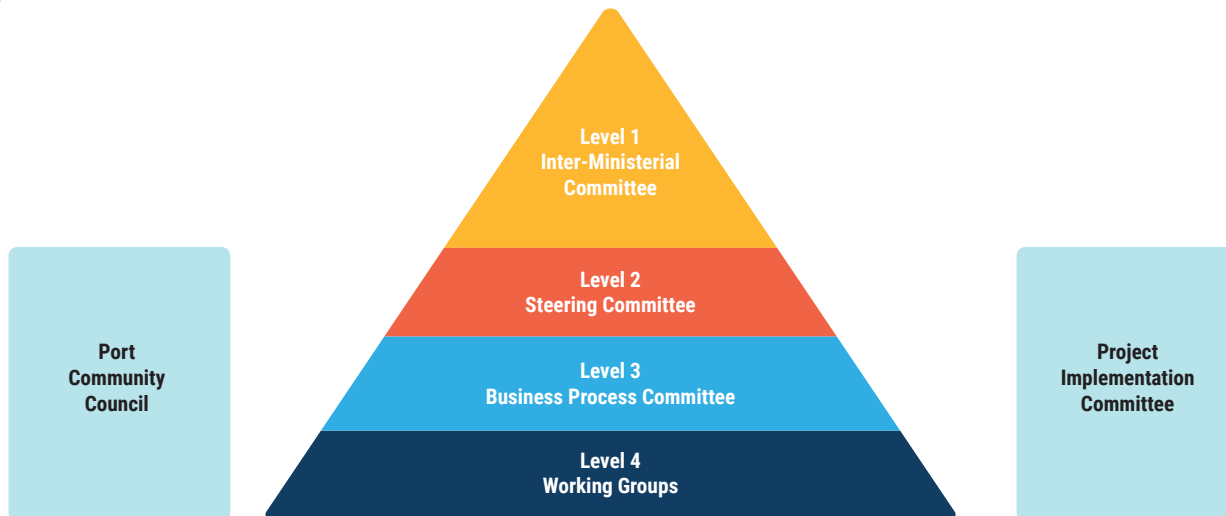 Level 1
Inter-Ministerial
Committee
Level 2
Steering Committee
Level 3
Business Process Committee
Level 4
Working Groups
Port
Community
Council
Project
Implementation
Committee